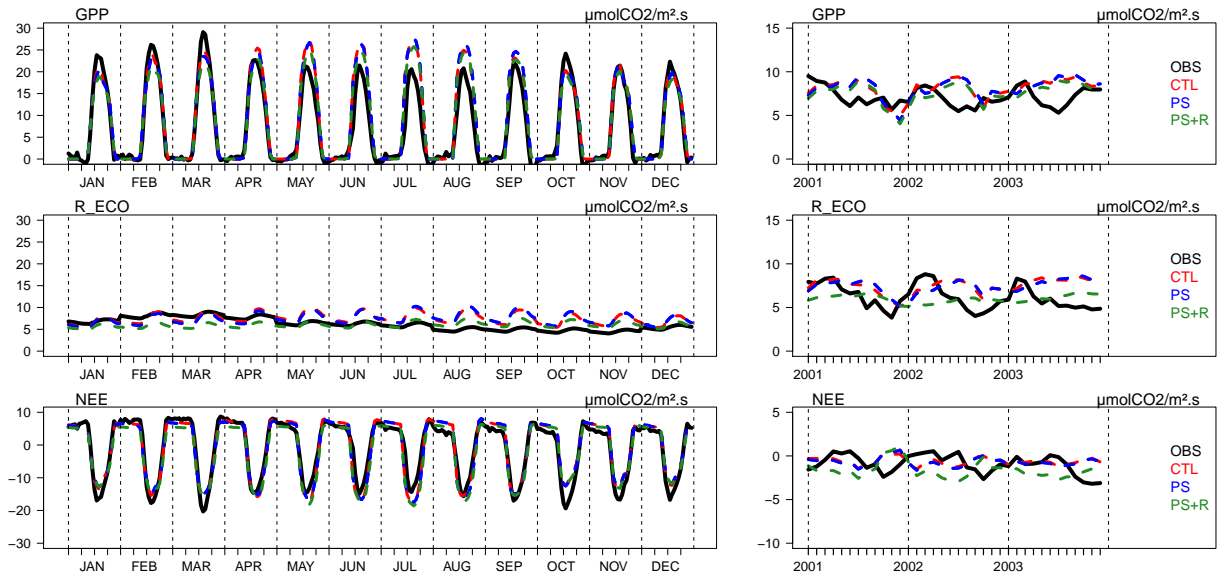 GPP µmolCO2/m².s
30
25
20
15
10
5
0
JAN FEB MAR APR MAY JUN JUL AUG SEP OCT NOV DEC
GPP µmolCO2/m².s
15
10
5
0
OBS
CTL
PS
PS+R
2001 2002 2003
R_ECO µmolCO2/m².s
30
25
20
15
10
5
0
JAN FEB MAR APR MAY JUN JUL AUG SEP OCT NOV DEC
R_ECO µmolCO2/m².s
15
10
5
0
OBS
CTL
PS
PS+R
2001 2002 2003
NEE µmolCO2/m².s
10
0
−10
−20
−30
JAN FEB MAR APR MAY JUN JUL AUG SEP OCT NOV DEC
NEE µmolCO2/m².s
5
0
−5
−10
OBS
CTL
PS
PS+R
2001 2002 2003